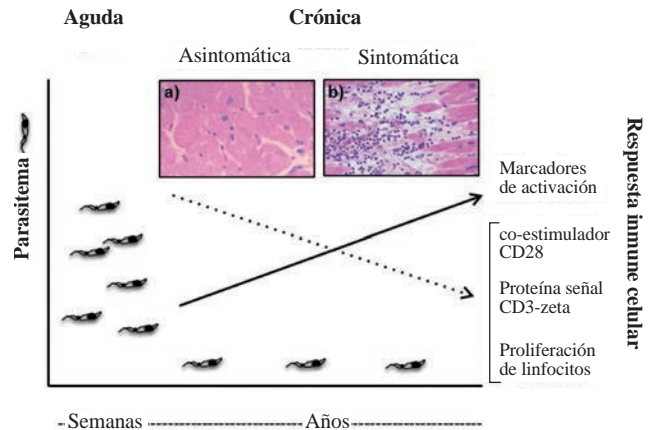 Aguda
Crónica
Asintomática
Sintomática
a)
b)
Parasitema
Marcadores
de activación
co-estimulador
CD28
Proteína señal
CD3-zeta
Proliferación
de linfocitos
Respuesta inmune celular
Semanas
Años